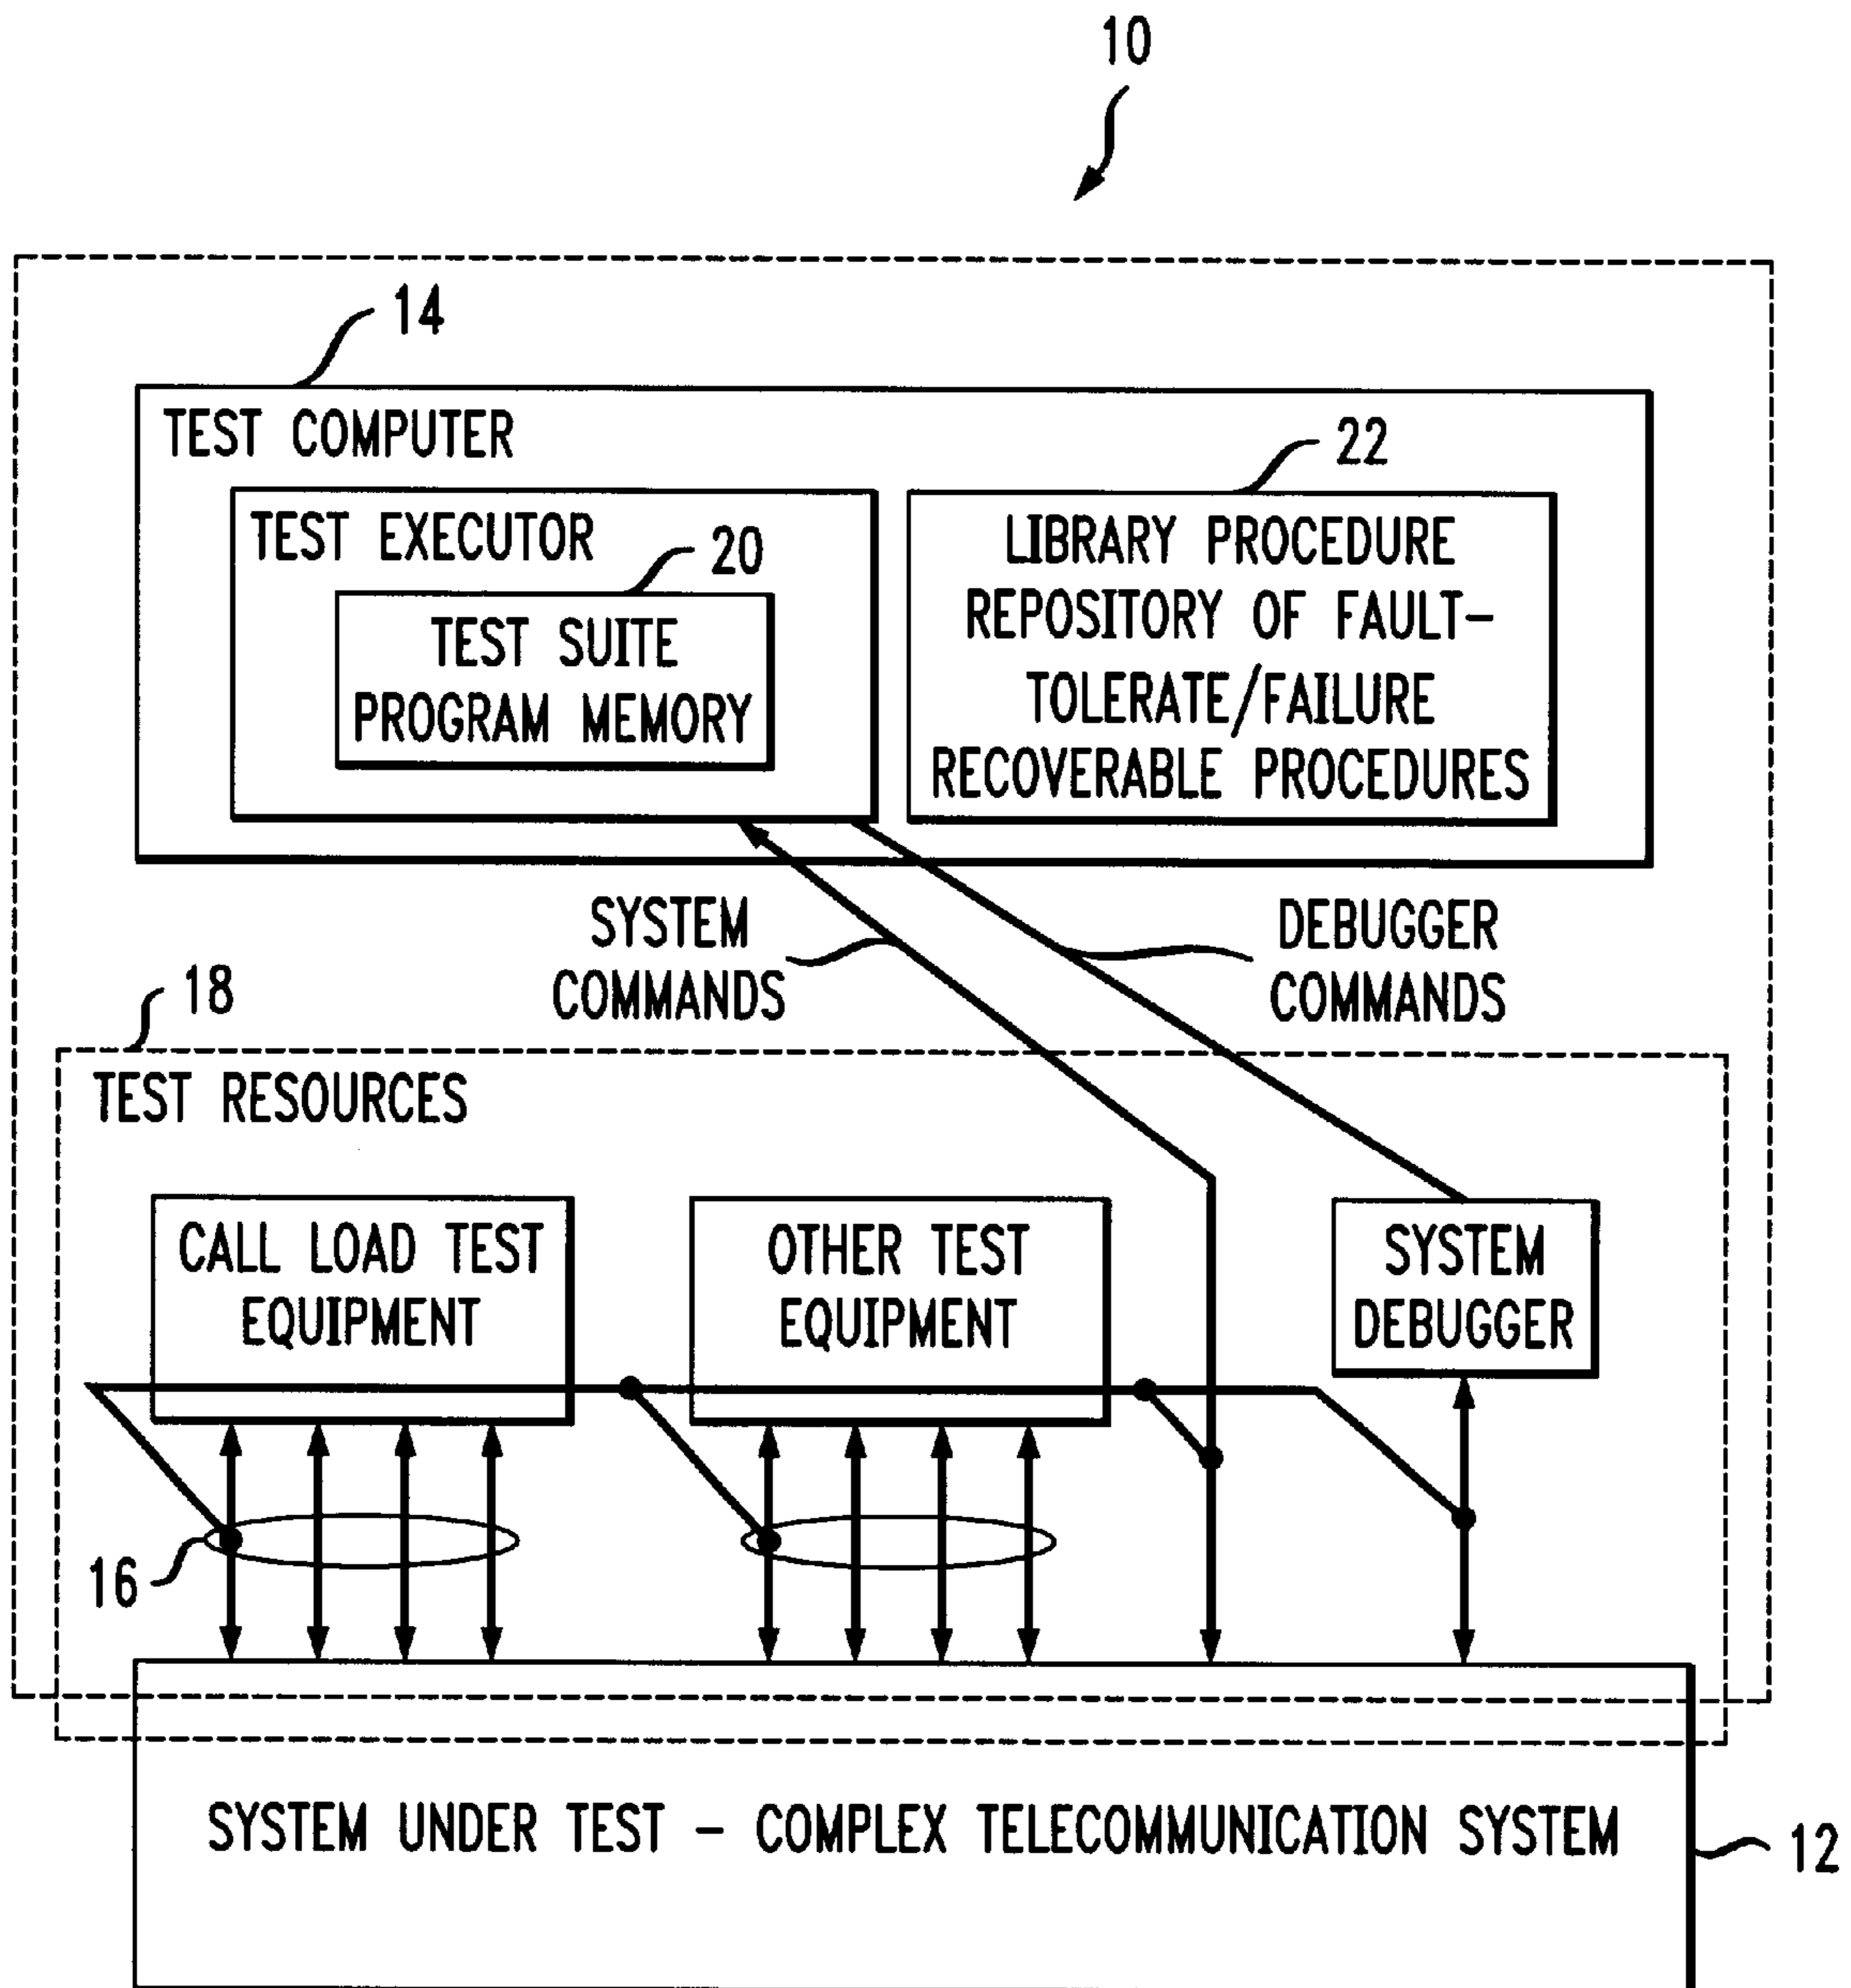 10
14
TEST COMPUTER
22
TEST EXECUTOR
20
TEST SUITE
PROGRAM MEMORY
LIBRARY PROCEDURE
REPOSITORY OF FAULT-
TOLERATE/FAILURE
RECOVERABLE PROCEDURES
SYSTEM
COMMANDS
DEBUGGER
COMMANDS
18
TEST RESOURCES
CALL LOAD TEST
EQUIPMENT
OTHER TEST
EQUIPMENT
SYSTEM
DEBUGGER
16
SYSTEM UNDER TEST - COMPLEX TELECOMMUNICATION SYSTEM
12